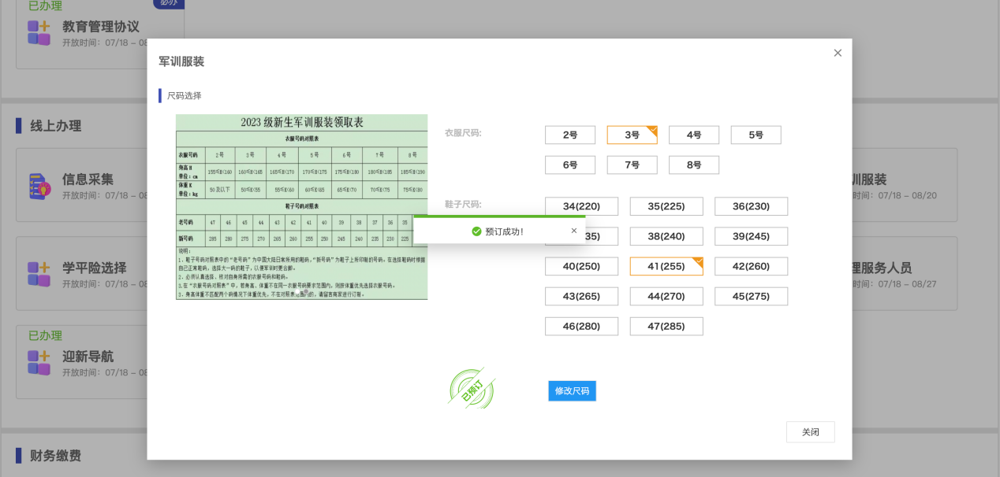 已办理
必办
教育管理协议
开放时间：07/18 – 08
线上办理
信息采集
开放时间：07/18 – 08
学平险选择
开放时间：07/18 – 08
已办理
迎新导航
开放时间：07/18 – 08
财务缴费
训服装
时间：07/18 – 08/20
理服务人员
时间：07/18 – 08/27
军训服装
尺码选择
2023 级新生军训服装领取表
衣服号码对照表
衣服号码 2号 3号 4号 5号 6号 7号 8号
身高H
单位：cm
155≤H<160 160≤H<165 165≤H<170 170≤H<175 175≤H<180 180≤H<185 185≤H<190
体重K
单位：kg
50及以下 50≤K<55 55≤K<60 60≤K<65 65≤K<70 70≤K<75 75≤K<80
鞋子号码对照表
老号码 47 46 45 44 43 42 41 40 39 38 37 36 35
新号码 285 280 275 270 265 260 255 250 245 240 235 230 225
说明：
1、鞋子号码对照表中的“老号码”为中国大陆日常所用的鞋码，“新号码”为鞋子上所印制的号码。在选择鞋码时根据
自己正常鞋码，选择大一码的鞋子，以便军训时更合脚。
2、必须认真选择、核对自身所需的衣服号码和鞋码。
3.在“衣服号码对照表”中，若身高、体重不在同一衣服号码要求范围内，则按体重优先选择衣服号码。
3、身高体重不匹配两个码情况下体重优先，不在对照表范围的，请留言商家进行订制。
衣服尺码:
2号 3号 4号 5号
6号 7号 8号
鞋子尺码:
34(220) 35(225) 36(230)
35) 38(240) 39(245)
40(250) 41(255) 42(260)
43(265) 44(270) 45(275)
46(280) 47(285)
预订成功！
已预订
修改尺码
关闭